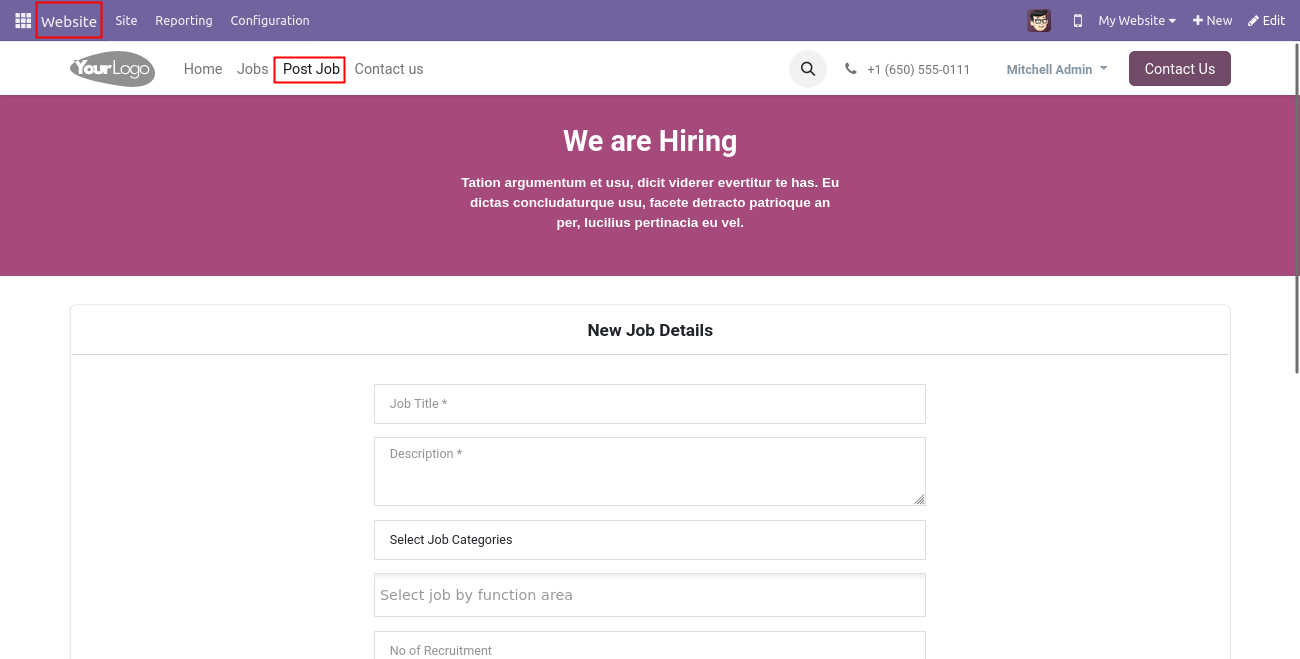 Website Site Reporting Configuration My Website New Edit
YourLogo Home Jobs Post Job Contact us +1 (650) 555-0111 Mitchell Admin Contact Us
We are Hiring
Tation argumentum et usu, dicit viderer evertitur te has. Eu
dictas concludaturque usu, facete detracto patrioque an
per, lucilius pertinacia eu vel.
New Job Details
Job Title *
Description *
Select Job Categories
Select job by function area
No of Recruitment